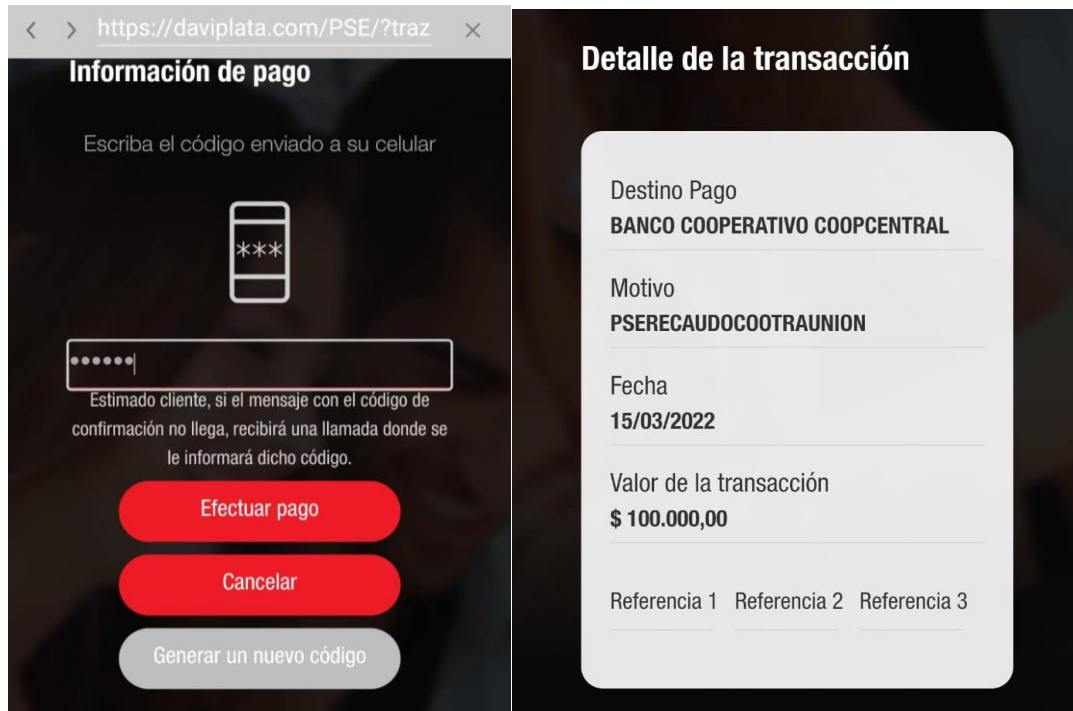 https://daviplata.com/PSE/?traz
Información de pago
Escriba el código enviado a su celular
***
••••••
Estimado cliente, si el mensaje con el código de
confirmación no llega, recibirá una llamada donde se
le informará dicho código.
Efectuar pago
Cancelar
Generar un nuevo código
Detalle de la transacción
Destino Pago
BANCO COOPERATIVO COOPCENTRAL
Motivo
PSERECAUDOCOOTRAUNION
Fecha
15/03/2022
Valor de la transacción
$ 100.000,00
Referencia 1 Referencia 2 Referencia 3